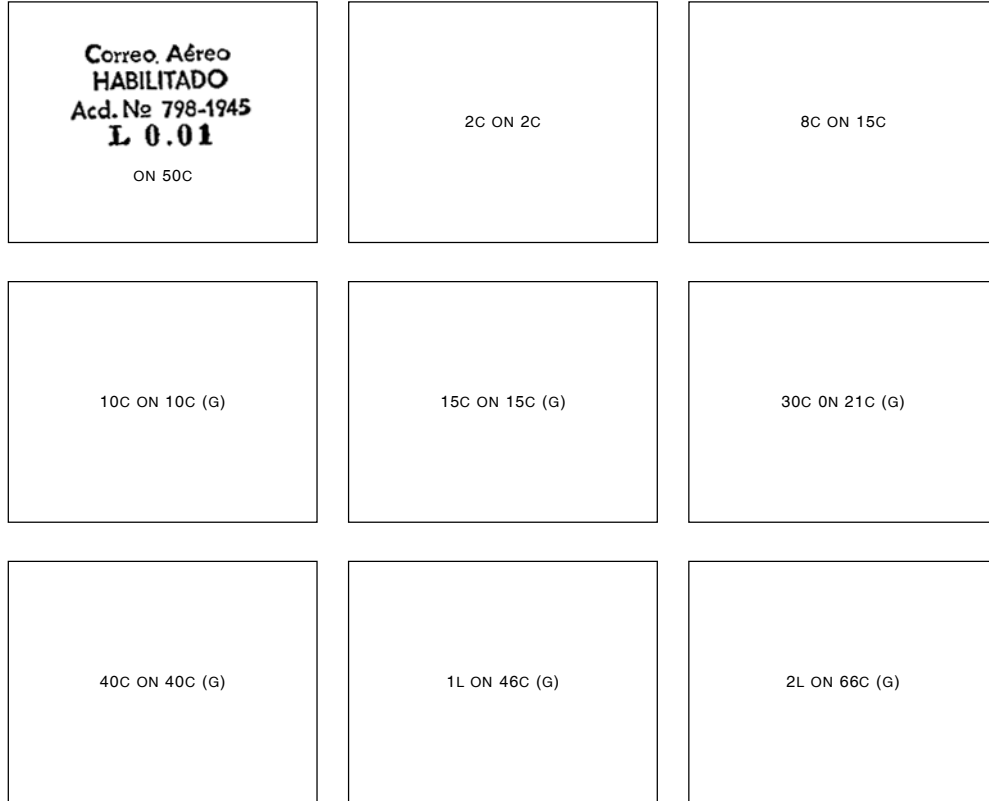 Correo Aéreo
HABILITADO
Acd. Nº 798-1945
L 0.01
ON 50C
2C ON 2C
8C ON 15C
10C ON 10C (G)
15C ON 15C (G)
30C 0N 21C (G)
40C ON 40C (G)
1L ON 46C (G)
2L ON 66C (G)